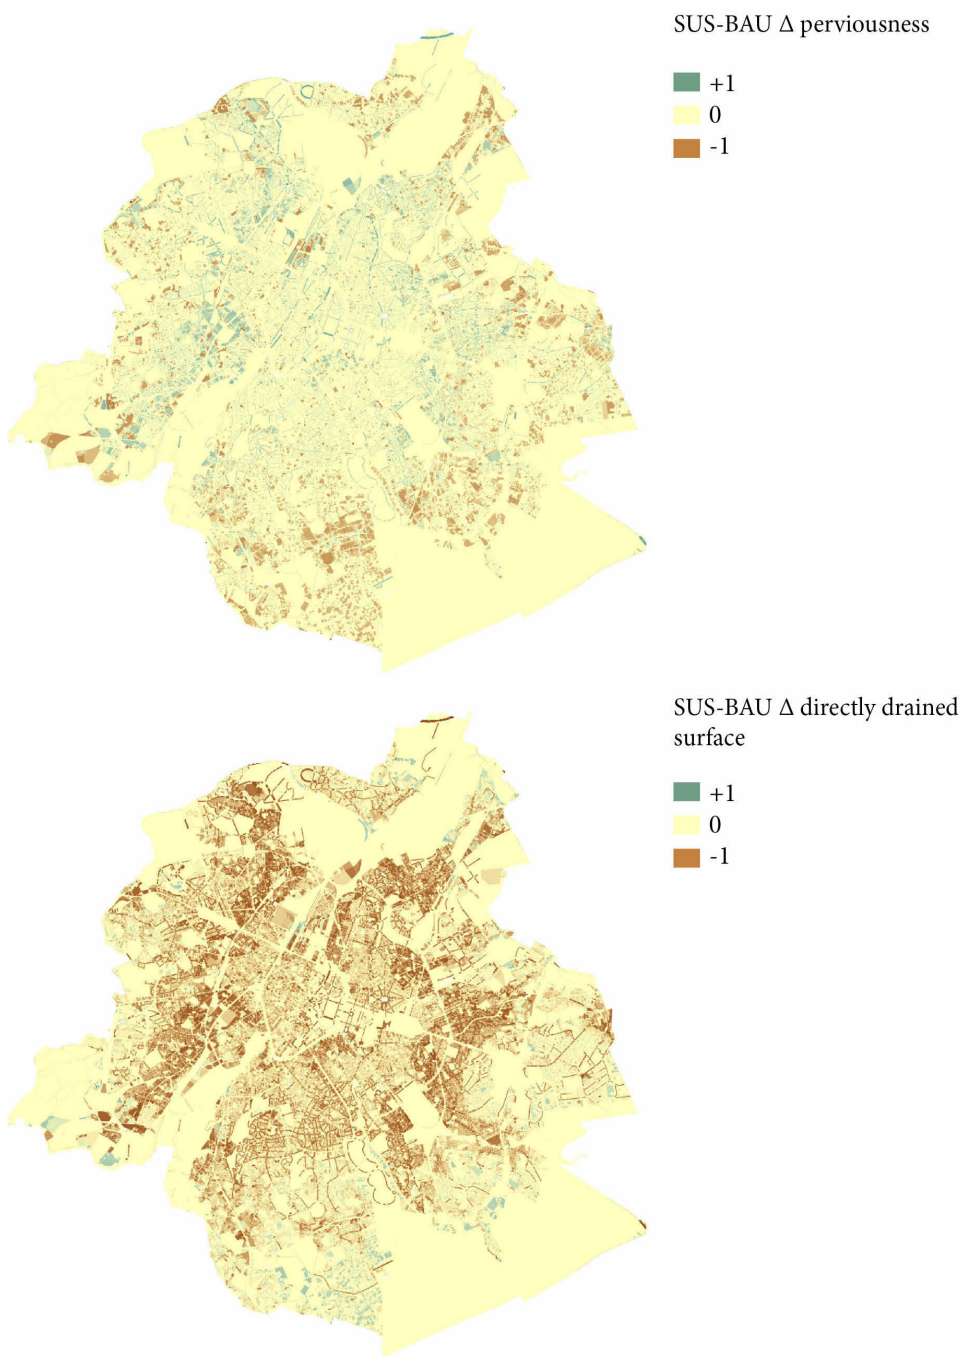 SUS-BAU Δ perviousness
+1
0
-1
SUS-BAU Δ directly drained
surface
+1
0
-1